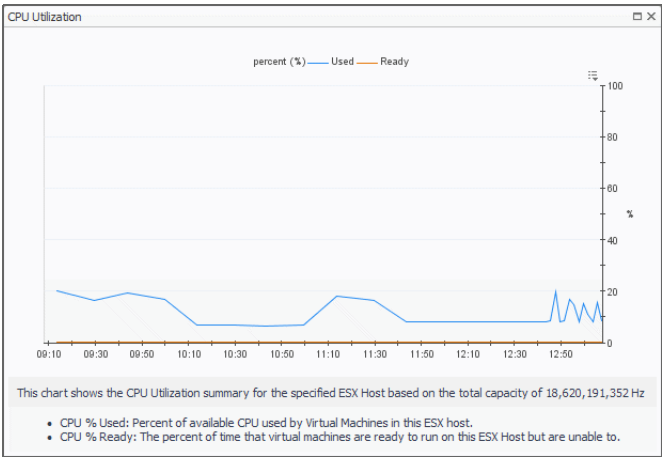 CPU Utilization
percent (%) Used Ready
100
80
60
%
40
20
0
09:10 09:30 09:50 10:10 10:30 10:50 11:10 11:30 11:50 12:10 12:30 12:50
This chart shows the CPU Utilization summary for the specified ESX Host based on the total capacity of 18,620,191,352 Hz
• CPU % Used: Percent of available CPU used by Virtual Machines in this ESX host.
• CPU % Ready: The percent of time that virtual machines are ready to run on this ESX Host but are unable to.